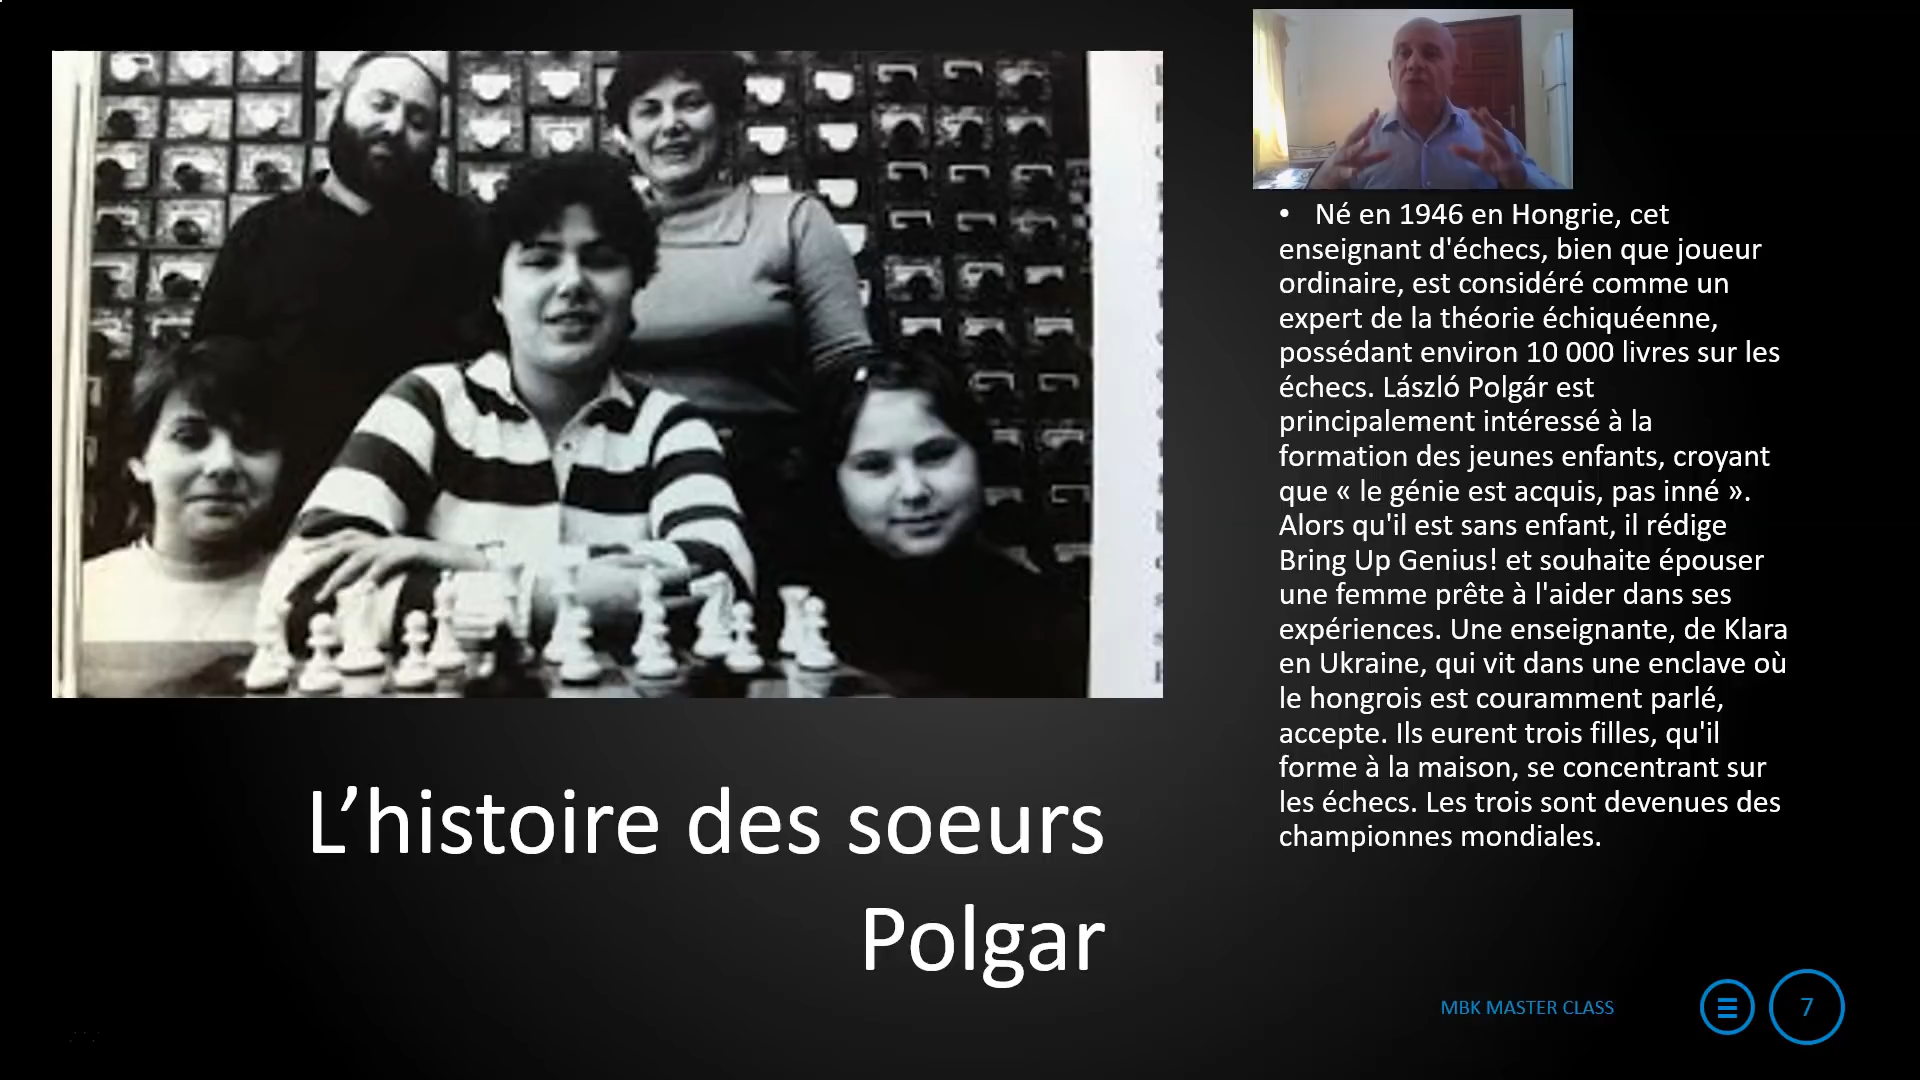 • Né en 1946 en Hongrie, cet
enseignant d'échecs, bien que joueur
ordinaire, est considéré comme un
expert de la théorie échiquéenne,
possédant environ 10 000 livres sur les
échecs. László Polgár est
principalement intéressé à la
formation des jeunes enfants, croyant
que « le génie est acquis, pas inné ».
Alors qu'il est sans enfant, il rédige
Bring Up Genius! et souhaite épouser
une femme prête à l'aider dans ses
expériences. Une enseignante, de Klara
en Ukraine, qui vit dans une enclave où
le hongrois est couramment parlé,
accepte. Ils eurent trois filles, qu'il
forme à la maison, se concentrant sur
les échecs. Les trois sont devenues des
championnes mondiales.
L’histoire des soeurs
Polgar
MBK MASTER CLASS
7